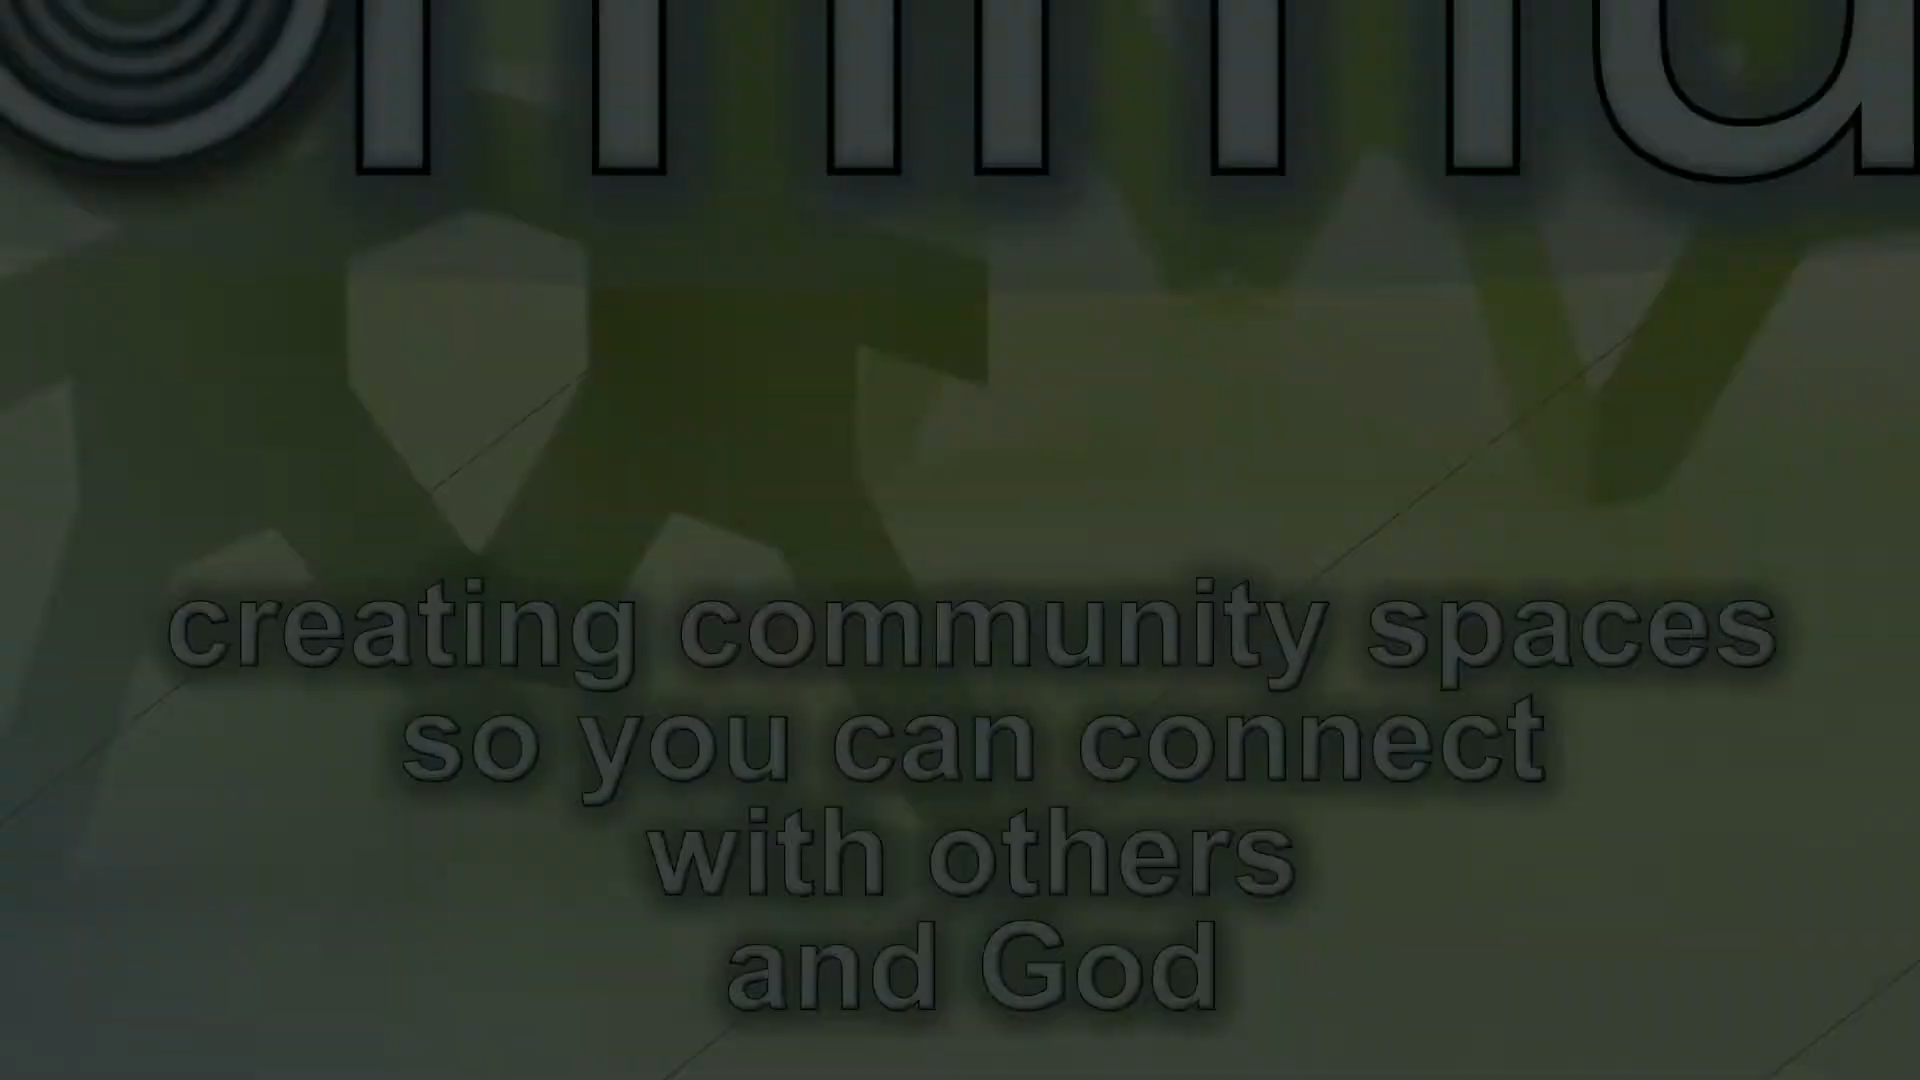 creating community spaces
so you can connect
with others
and God